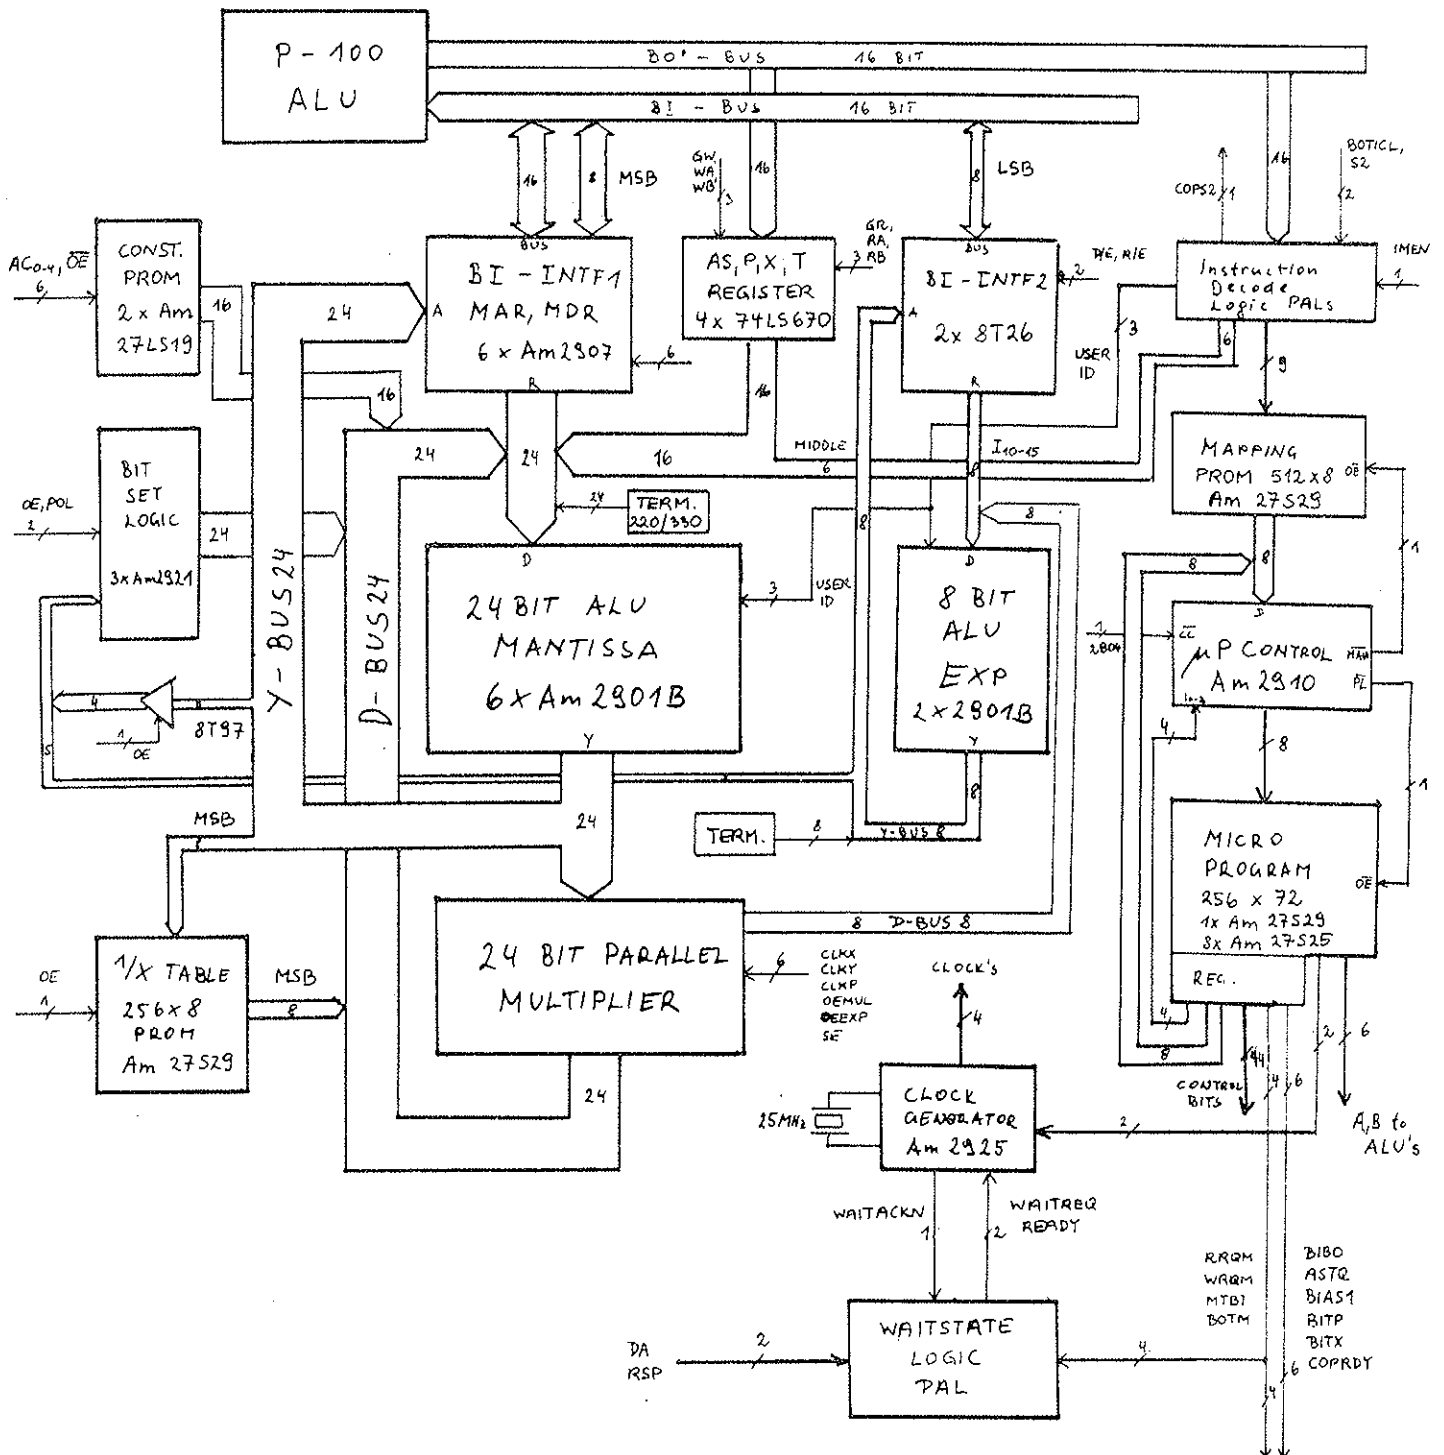 P - 100
ALU
BO' - BUS 16 BIT
BI - BUS 16 BIT
16
8
MSB
GW,
WA,
WB'
3
16
8
LSB
COPS2
1
16
BOTICL,
S2
2
IMEN
1
AC0-4, OE
6
CONST.
PROM
2 x Am
27LS19
16
16
24
A
BUS
BI - INTF1
MAR, MDR
6 x Am 2907
R
6
AS, P, X, T
REGISTER
4 x 74LS670
GR,
RA,
RB
3
BUS
A
BI - INTF2
2 x 8T26
R
D/E, R/E
2
Instruction
Decode
Logic PALs
3
USER
ID
6
9
OE, POL
2
BIT
SET
LOGIC
3x Am2921
24
24
24
16
16
MIDDLE
6
I10-15
8
MAPPING
PROM 512x8
Am 27S29
OE
24
TERM.
220/330
8
8
Y - BUS24
D - BUS24
D
24 BIT ALU
MANTISSA
6 x Am 2901B
Y
3
USER
ID
D
8 BIT
ALU
EXP
2 x 2901B
Y
8
8
1
1
2B04
CC
D
µP CONTROL
Am 2910
MAP
PL
4
8
1
4
8T97
1
OE
5
MSB
24
TERM.
8
Y-BUS 8
8
MICRO
PROGRAM
256 x 72
1x Am 27S29
8x Am 27S25
OE
REG.
OE
1
1/X TABLE
256 x 8
PROM
Am 27S29
MSB
8
24 BIT PARALLEL
MULTIPLIER
24
8 D-BUS 8
6
CLKX
CLKY
CLKP
OEMUL
OEEXP
SE
CLOCK's
4
4
8
44
CONTROL
BITS
4
6
2
6
A,B to
ALU's
25MHz
CLOCK
GENERATOR
Am 2925
2
WAITACKN
1
WAITREQ
READY
2
RRQM
WRQM
MTBI
BOTM
BIBO
ASTQ
BIAS1
BITP
BITX
COPRDY
DA
RSP
2
WAITSTATE
LOGIC
PAL
4
4
6